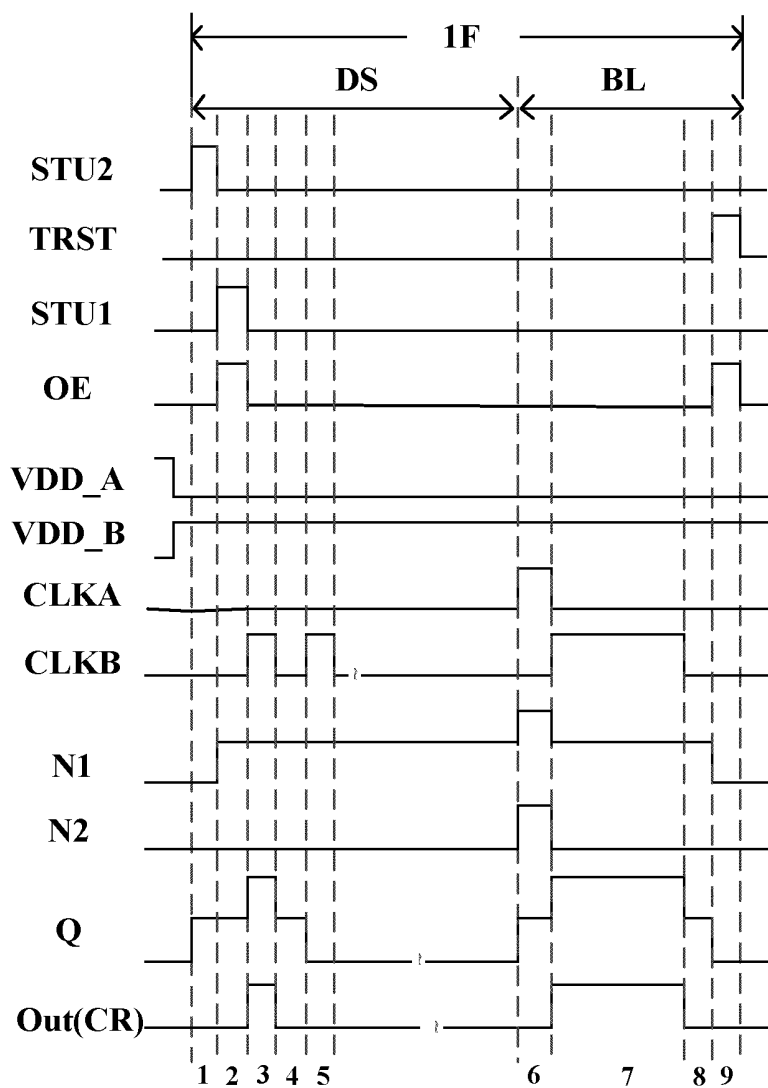 1F
DS BL
STU2
TRST
STU1
OE
VDD_A
VDD_B
CLKA
CLKB
N1
N2
Q
Out(CR)
1 2 3 4 5 6 7 8 9